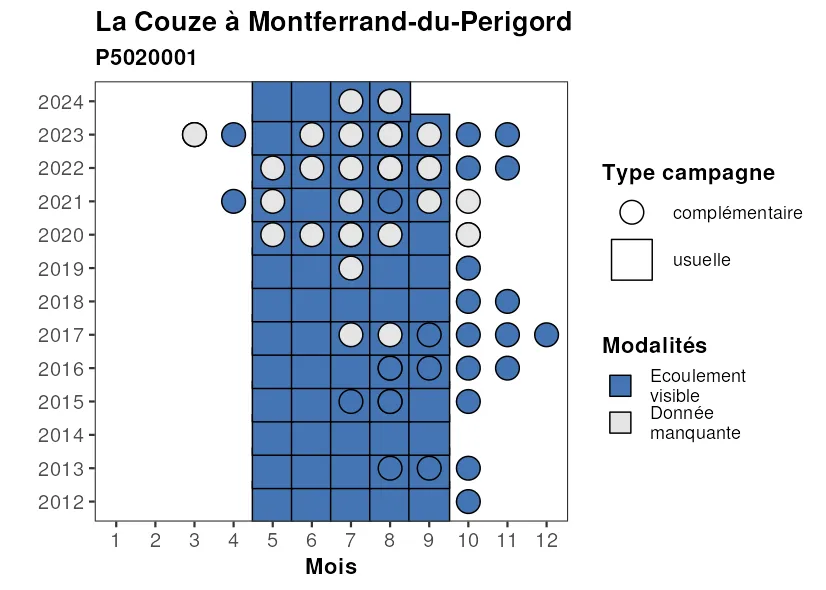 La Couze à Montferrand-du-Perigord
P5020001
2024
2023
2022
2021
2020
2019
2018
2017
2016
2015
2014
2013
2012
1 2 3 4 5 6 7 8 9 10 11 12
Mois
Type campagne
complémentaire
usuelle
Modalités
Ecoulement
visible
Donnée
manquante